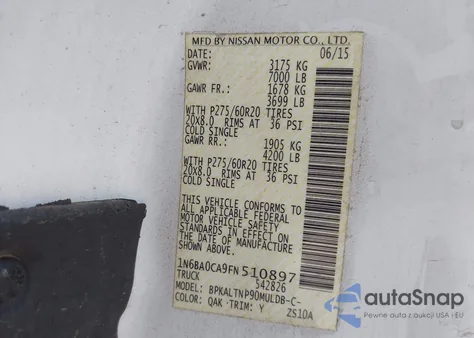 MFD BY NISSAN MOTOR CO., LTD.
DATE: 06/15
GVWR: 3175 KG
7000 LB
GAWR FR.: 1678 KG
3699 LB
WITH P275/60R20 TIRES
20x8.0 RIMS AT 36 PSI
COLD SINGLE
GAWR RR.: 1905 KG
4200 LB
WITH P275/60R20 TIRES
20x8.0 RIMS AT 36 PSI
COLD SINGLE
THIS VEHICLE CONFORMS TO
ALL APPLICABLE FEDERAL
MOTOR VEHICLE SAFETY
STANDARDS IN EFFECT ON
THE DATE OF MANUFACTURE
SHOWN ABOVE.
1N6BA0CA9FN510897
TRUCK 542826
MODEL: BPKALTNP90MULDB-C-
COLOR: QAK -TRIM: Y ZS10A
autoSnap
Pewne auta z USA i EU